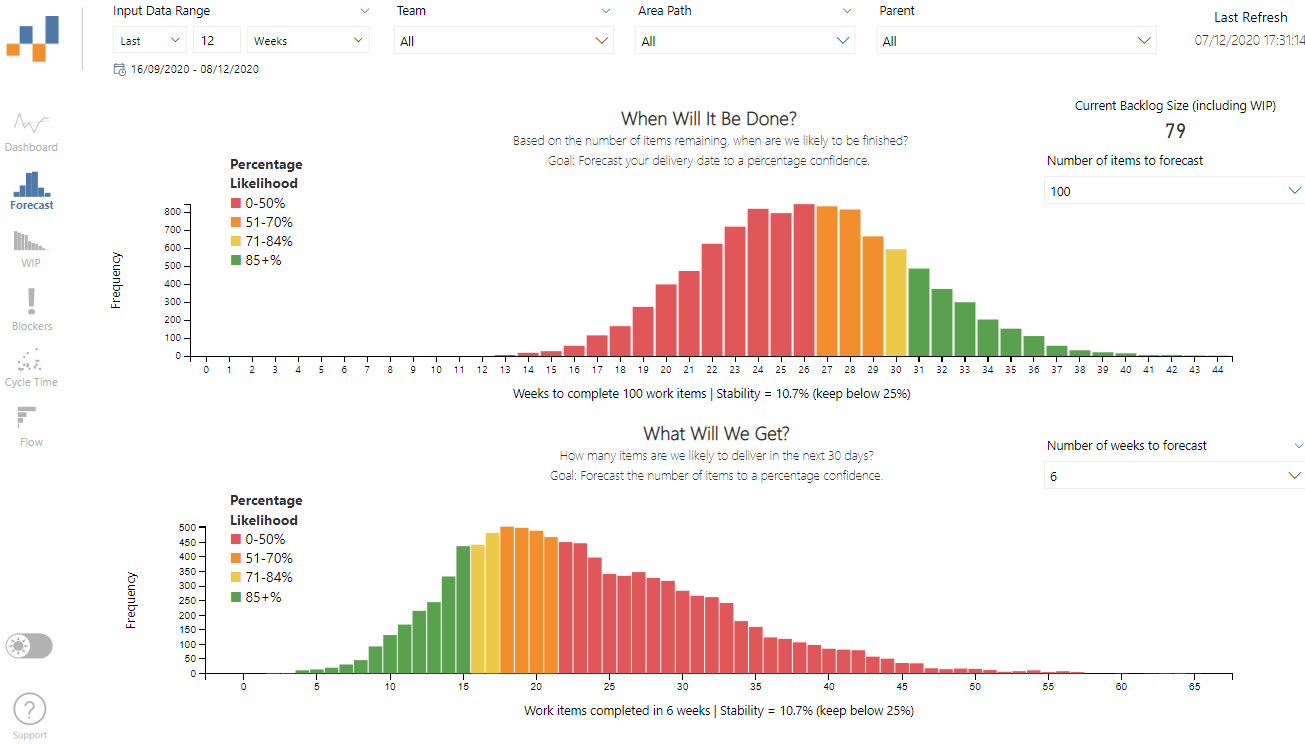 Input Data Range
Team
Area Path
Parent
Last Refresh
Last
12
Weeks
All
All
All
07/12/2020 17:31:14
16/09/2020 - 08/12/2020
Dashboard
Forecast
WIP
Blockers
Cycle Time
Flow
Support
When Will It Be Done?
Based on the number of items remaining, when are we likely to be finished?
Goal: Forecast your delivery date to a percentage confidence.
Current Backlog Size (including WIP)
79
Number of items to forecast
100
Percentage
Likelihood
0-50%
51-70%
71-84%
85+%
Frequency
800
700
600
500
400
300
200
100
0
0 1 2 3 4 5 6 7 8 9 10 11 12 13 14 15 16 17 18 19 20 21 22 23 24 25 26 27 28 29 30 31 32 33 34 35 36 37 38 39 40 41 42 43 44
Weeks to complete 100 work items | Stability = 10.7% (keep below 25%)
What Will We Get?
How many items are we likely to deliver in the next 30 days?
Goal: Forecast the number of items to a percentage confidence.
Number of weeks to forecast
6
Percentage
Likelihood
0-50%
51-70%
71-84%
85+%
Frequency
500
450
400
350
300
250
200
150
100
50
0
0 5 10 15 20 25 30 35 40 45 50 55 60 65
Work items completed in 6 weeks | Stability = 10.7% (keep below 25%)